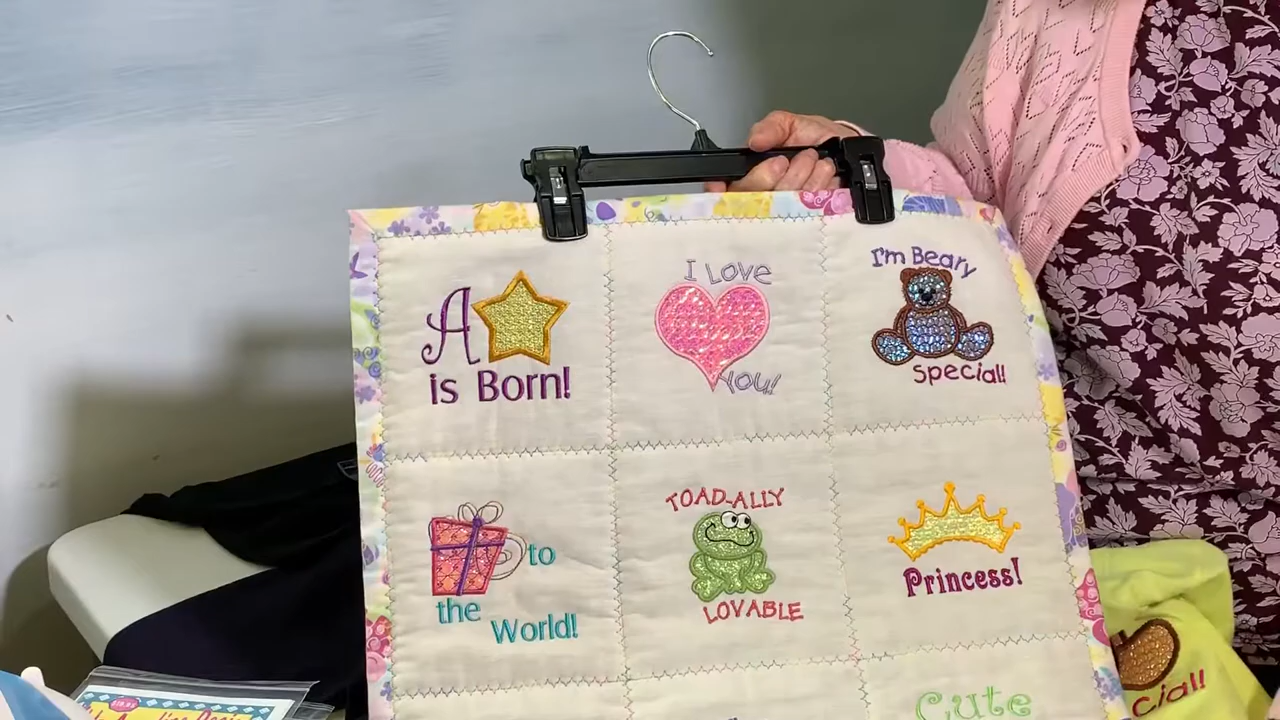 A
is Born!
I LOVE
YOU!
I'm Beary
Special!
to
the
World!
TOAD-ALLY
LOVABLE
Princess!
Cute
cial!